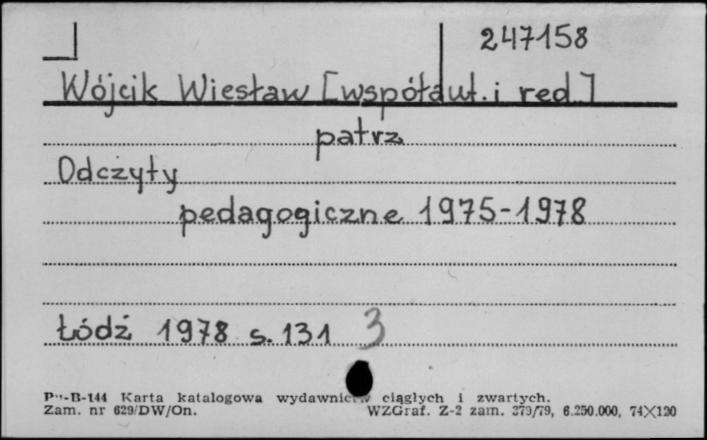 247158
Wójcik Wiesław [współaut. i red.]
patrz
Odczyty
pedagogiczne 1975-1978
Łódź 1978 s. 131 3
Karta katalogowa wydawnictw ciągłych i zwartych.
Zam. nr 629/DW/On. WZGraf. Z-2 zam. 379/79, 6.250.000, 74X120